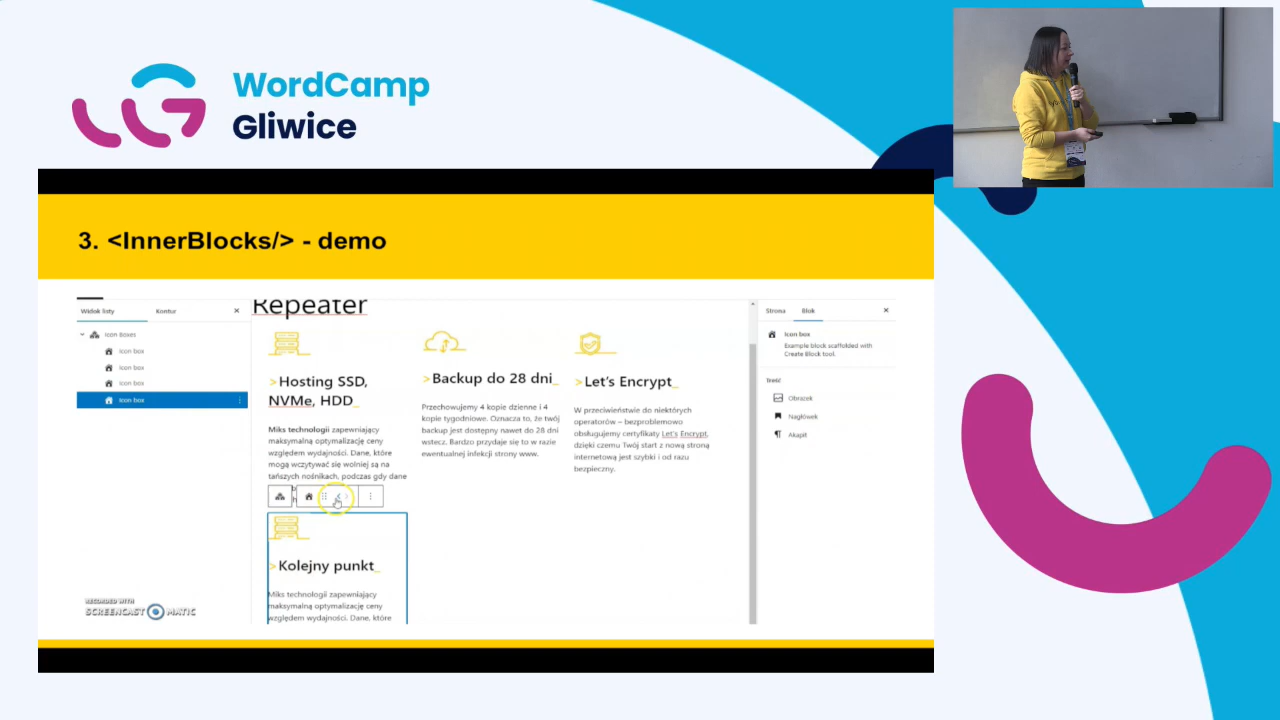 WordCamp
Gliwice
3. <InnerBlocks/> - demo
Widok listy
Kontur
Icon Boxes
Icon box
Icon box
Icon box
Icon box
Repeater
>Hosting SSD,
NVMe, HDD_
Miks technologii zapewniający
maksymalną optymalizację ceny
względem wydajności. Dane, które
mogą wczytywać się wolniej są na
tańszych nośnikach, podczas gdy dane
>Kolejny punkt_
Miks technologii zapewniający
maksymalną optymalizację ceny
względem wydajności. Dane, które
>Backup do 28 dni_
Przechowujemy 4 kopie dzienne i 4
kopie tygodniowe. Oznacza to, że twój
backup jest dostępny nawet do 28 dni
wstecz. Bardzo przydaje się to w razie
ewentualnej infekcji strony www.
>Let's Encrypt_
W przeciwieństwie do niektórych
operatorów – bezproblemowo
obsługujemy certyfikaty Let's Encrypt,
dzięki czemu Twój start z nową stroną
internetową jest szybki i od razu
bezpieczny.
Strona
Blok
Icon box
Example block scaffolded with
Create Block tool.
Treść
Obrazek
Nagłówek
Akapit
RECORDED WITH
SCREENCAST MATIC